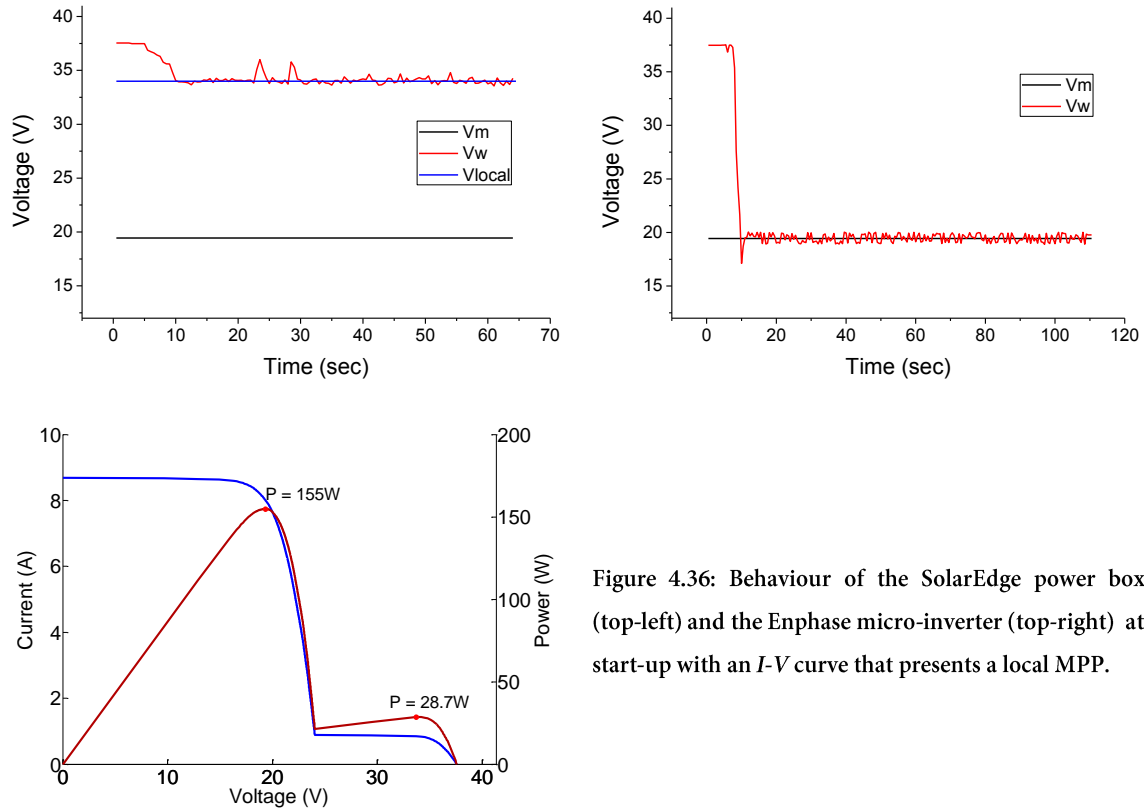 40
35
30
25
20
15
Voltage (V)
Vm
Vw
Vlocal
0 10 20 30 40 50 60 70
Time (sec)
40
35
30
25
20
15
Voltage (V)
Vm
Vw
0 20 40 60 80 100 120
Time (sec)
10
8
6
4
2
0
Current (A)
200
150
100
50
0
Power (W)
P = 155W
P = 28.7W
0 10 20 30 40
Voltage (V)
Figure 4.36: Behaviour of the SolarEdge power box
(top-left) and the Enphase micro-inverter (top-right) at
start-up with an I-V curve that presents a local MPP.